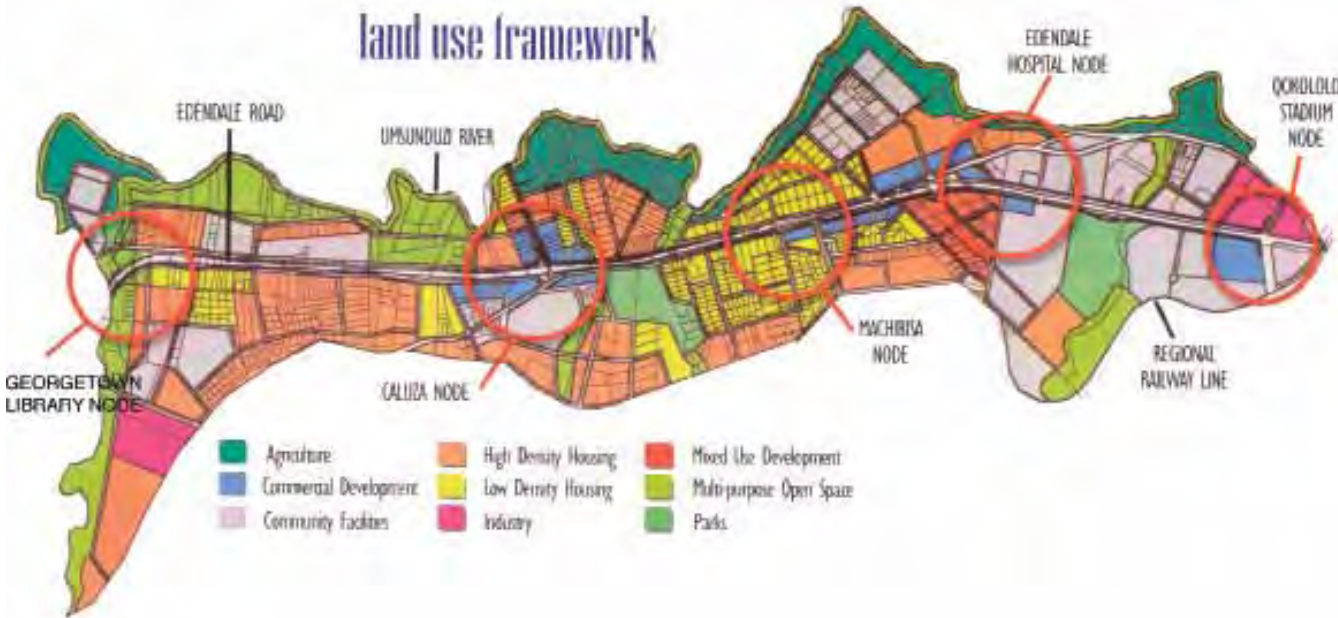 land use framework
EDENDALE
HOSPITAL NODE
QOKOLOLO
STADIUM
NODE
EDENDALE ROAD
UMSUNDUZI RIVER
MACHIBISA
NODE
REGIONAL
RAILWAY LINE
GEORGETOWN
LIBRARY NODE
CALUZA NODE
Agriculture
High Density Housing
Mixed Use Development
Commercial Development
Low Density Housing
Multi-purpose Open Space
Community Facilities
Industry
Parks